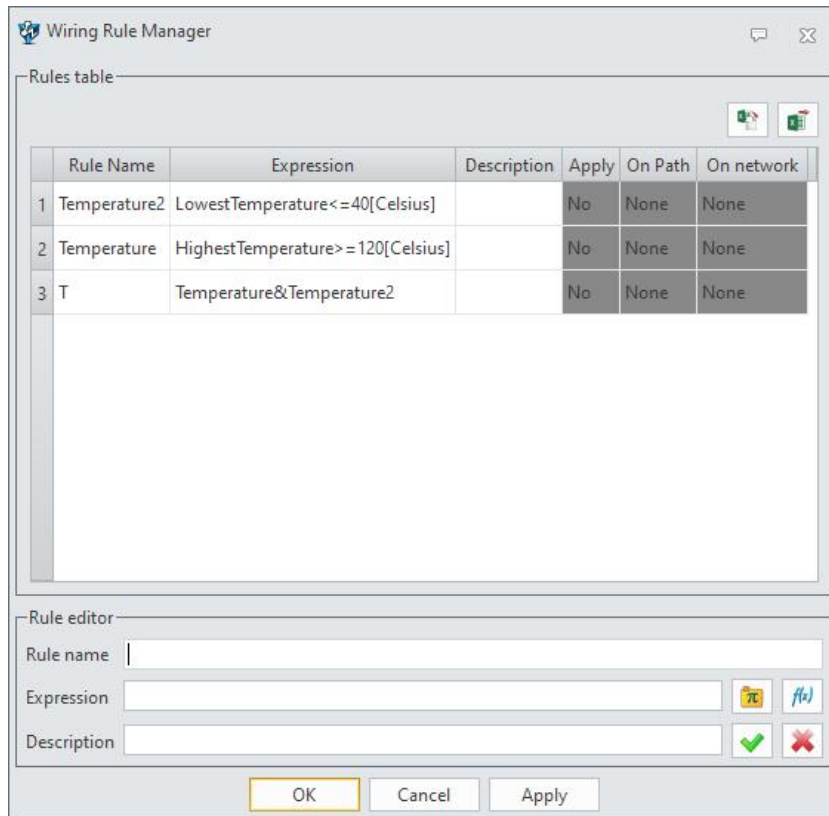 Wiring Rule Manager
Rules table
Rule Name Expression Description Apply On Path On network
1 Temperature2 LowestTemperature<=40[Celsius] No None None
2 Temperature HighestTemperature>=120[Celsius] No None None
3 T Temperature&Temperature2 No None None
Rule editor
Rule name
Expression π f(x)
Description
OK Cancel Apply